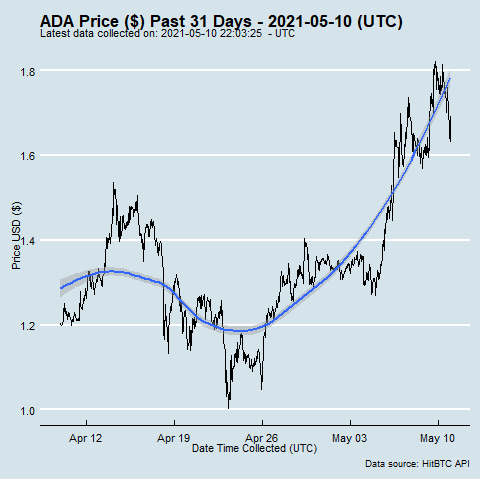 ADA Price ($) Past 31 Days - 2021-05-10 (UTC)
Latest data collected on: 2021-05-10 22:03:25 - UTC
Price USD ($)
1.8
1.6
1.4
1.2
1.0
Apr 12
Apr 19
Apr 26
May 03
May 10
Date Time Collected (UTC)
Data source: HitBTC API